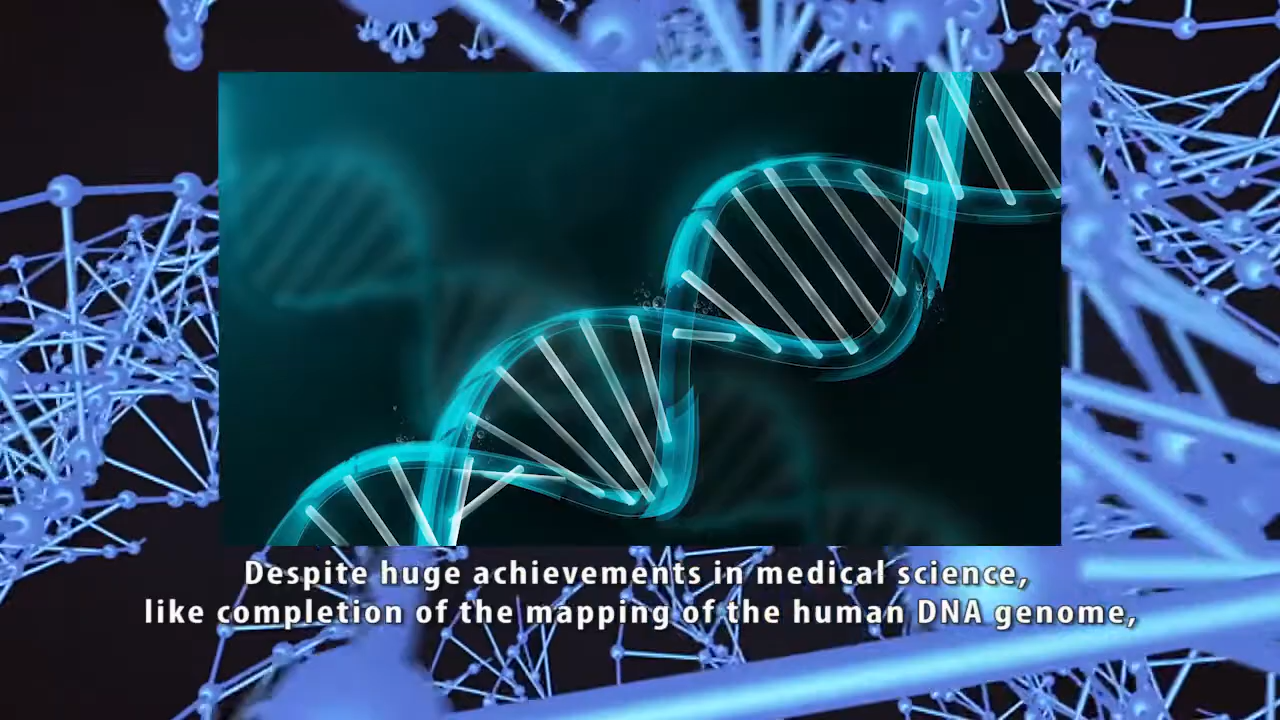 Despite huge achievements in medical science,
like completion of the mapping of the human DNA genome,